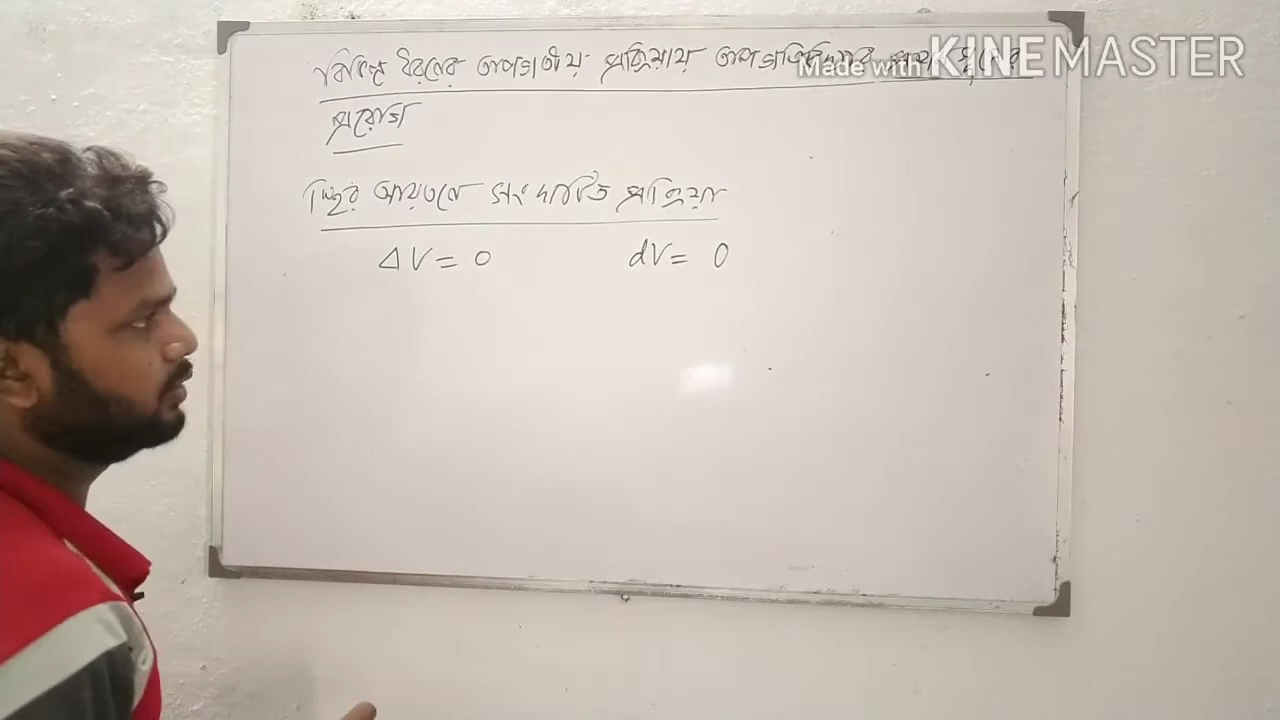 বিভিন্ন ধরনের তাপগতীয় প্রক্রিয়ায় তাপগতিবিদ্যার প্রথম সূত্রের
Made with KINEMASTER
প্রয়োগ
স্থির আয়তনে সংঘটিত প্রক্রিয়া
ΔV = 0 dV = 0